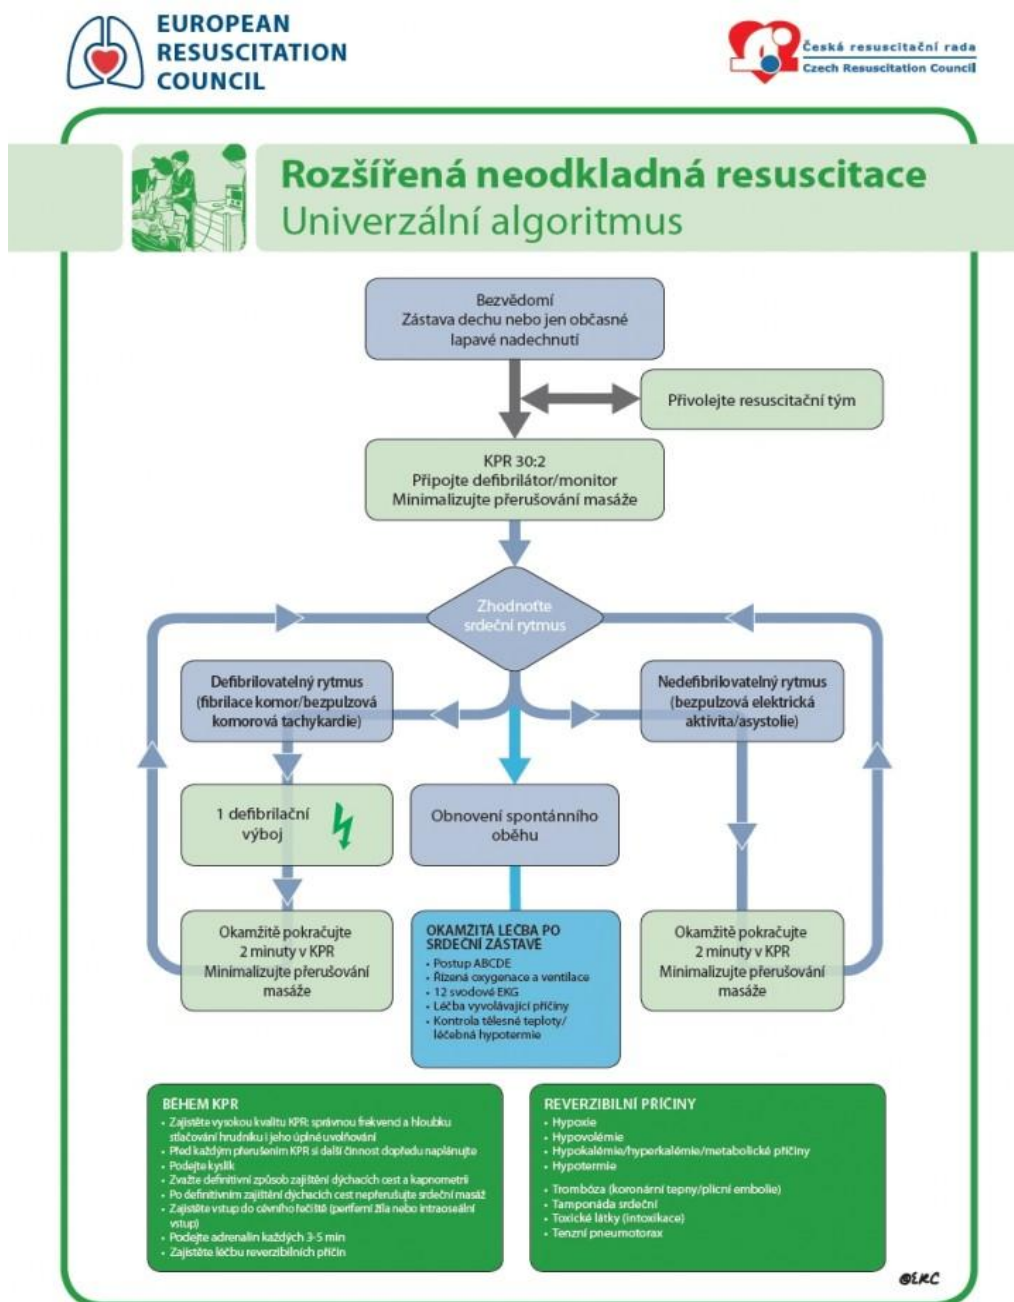 EUROPEAN
RESUSCITATION
COUNCIL
Česká resuscitační rada
Czech Resuscitation Council
Rozšířená neodkladná resuscitace
Univerzální algoritmus
Bezvědomí
Zástava dechu nebo jen občasné
lapavé nadechnutí
Přivolejte resuscitační tým
KPR 30:2
Připojte defibrilátor/monitor
Minimalizujte přerušování masáže
Zhodnoťte
srdeční rytmus
Defibrilovatelný rytmus
(fibrilace komor/bezpulzová
komorová tachykardie)
Nedefibrilovatelný rytmus
(bezpulzová elektrická
aktivita/asystolie)
1 defibrilační
výboj
Obnovení spontánního
oběhu
Okamžitě pokračujte
2 minuty v KPR
Minimalizujte přerušování
masáže
OKAMŽITÁ LÉČBA PO
SRDEČNÍ ZÁSTAVĚ
• Postup ABCDE
• Řízená oxygenace a ventilace
• 12 svodové EKG
• Léčba vyvolávající příčiny
• Kontrola tělesné teploty/
léčebná hypotermie
Okamžitě pokračujte
2 minuty v KPR
Minimalizujte přerušování
masáže
BĚHEM KPR
• Zajistěte vysokou kvalitu KPR: správnou frekvenci a hloubku
stlačování hrudníku i jeho úplné uvolňování
• Před každým přerušením KPR si další činnost dopředu naplánujte
• Podejte kyslík
• Zvažte definitivní způsob zajištění dýchacích cest a kapnometrii
• Po definitivním zajištění dýchacích cest nepřerušujte srdeční masáž
• Zajistěte vstup do cévního řečiště (periferní žíla nebo intraoseální
vstup)
• Podejte adrenalin každých 3-5 min
• Zajistěte léčbu reverzibilních příčin
REVERZIBILNÍ PŘÍČINY
• Hypoxie
• Hypovolémie
• Hypokalémie/hyperkalémie/metabolické příčiny
• Hypotermie
• Trombóza (koronární tepny/plicní embolie)
• Tamponáda srdeční
• Toxické látky (intoxikace)
• Tenzní pneumotorax
@ERC